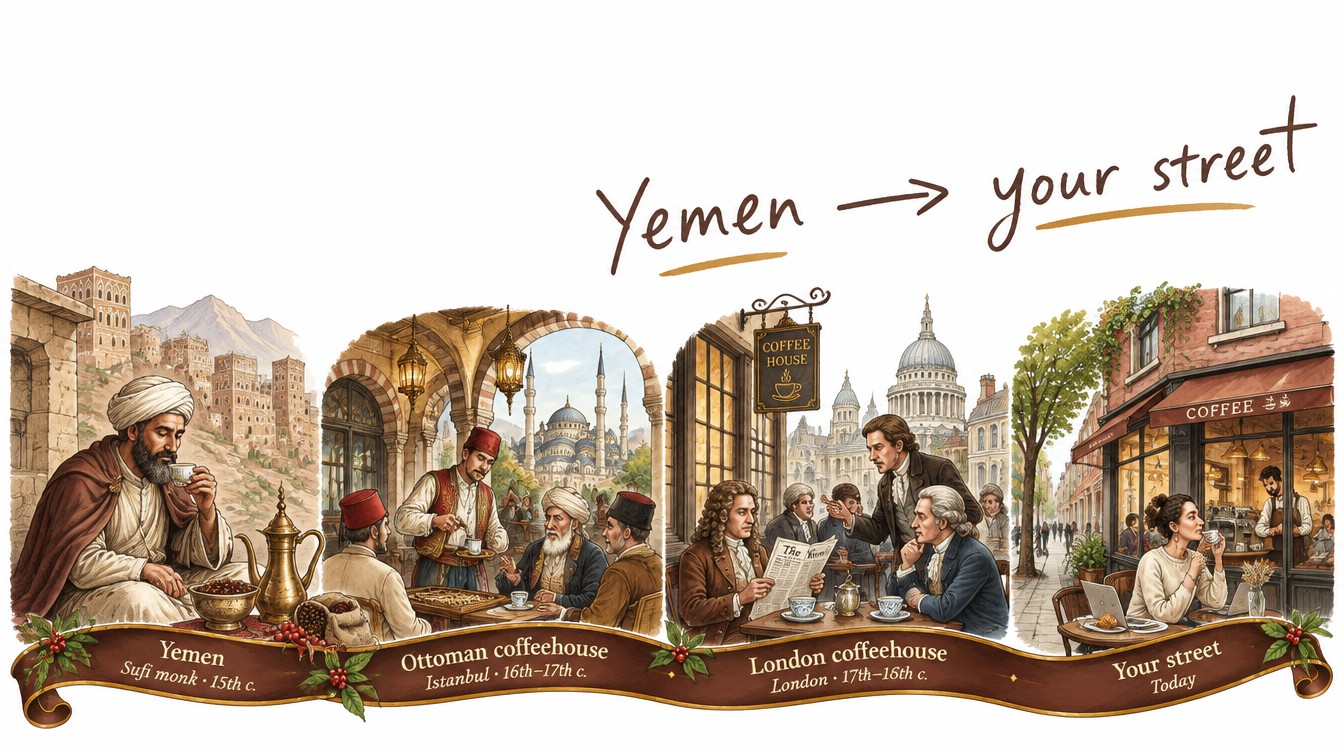 Yemen → your street
COFFEE
HOUSE
COFFEE
Yemen
Sufi monk · 15th c.
Ottoman coffeehouse
Istanbul · 16th–17th c.
London coffeehouse
London · 17th–18th c.
Your street
Today